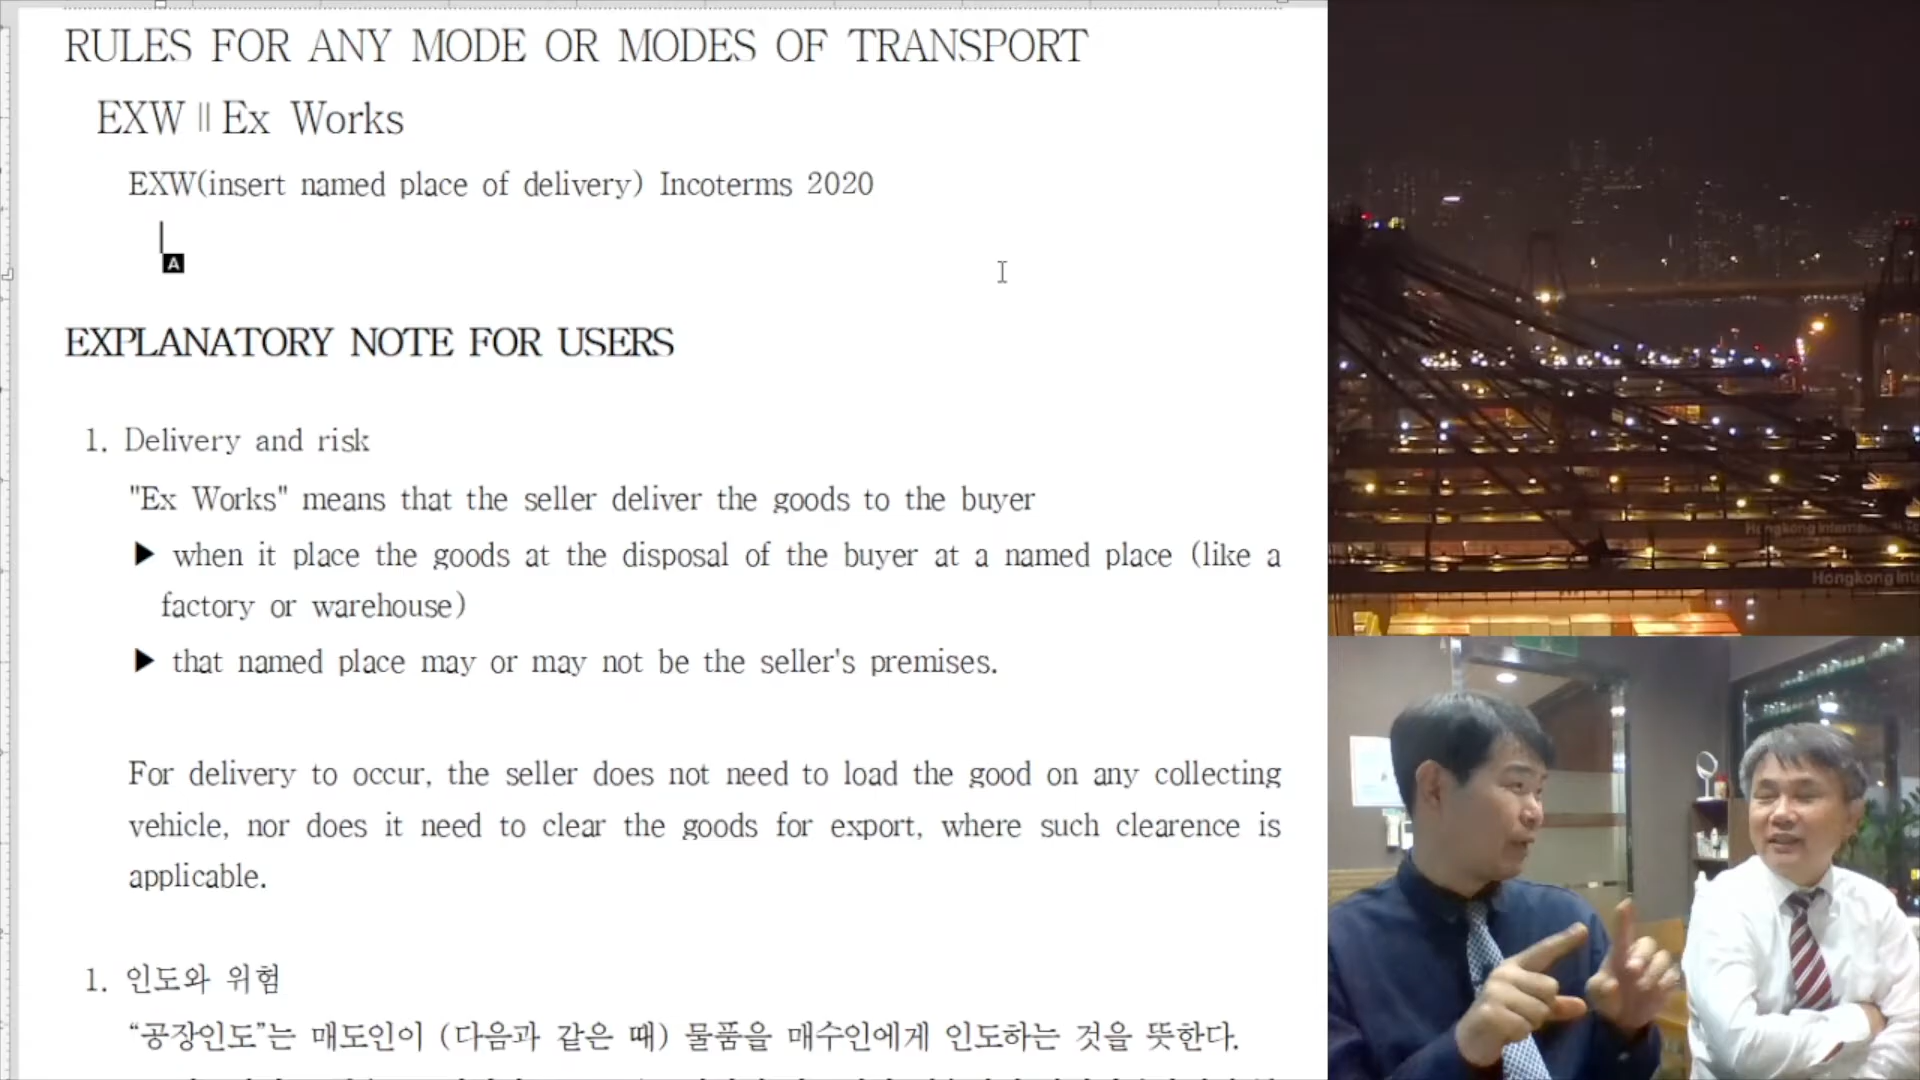 RULES FOR ANY MODE OR MODES OF TRANSPORT
EXW || Ex Works
EXW(insert named place of delivery) Incoterms 2020
A
EXPLANATORY NOTE FOR USERS
1. Delivery and risk
"Ex Works" means that the seller deliver the goods to the buyer
▶ when it place the goods at the disposal of the buyer at a named place (like a
factory or warehouse)
▶ that named place may or may not be the seller's premises.
For delivery to occur, the seller does not need to load the good on any collecting
vehicle, nor does it need to clear the goods for export, where such clearence is
applicable.
1. 인도와 위험
“공장인도”는 매도인이 (다음과 같은 때) 물품을 매수인에게 인도하는 것을 뜻한다.
Hongkong
Hongkong